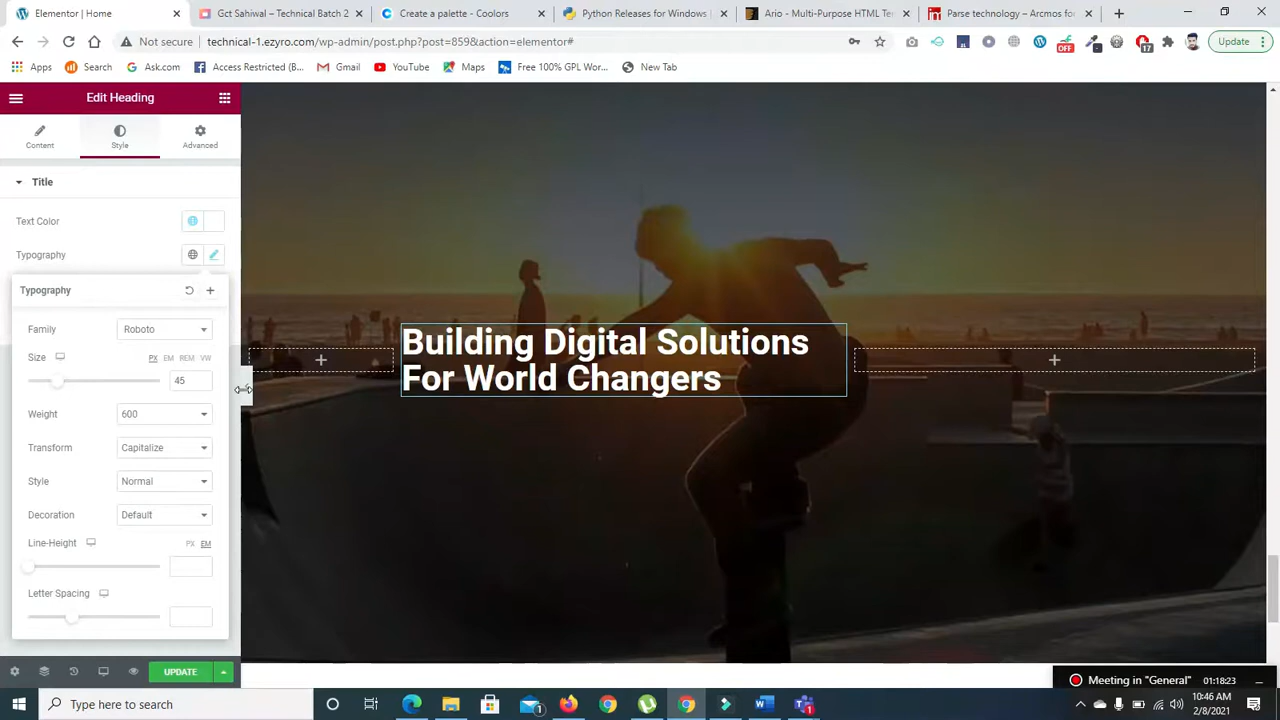 Elementor | Home
Gct Sahiwal – Technical Batch 2
Create a palette - Coolors
Python Releases for Windows |
Ario - Multi-Purpose HTML Ten
Parse technology – Arcmos for
Not secure | technical-1.ezyro.com/wp-admin/post.php?post=859&action=elementor#
OFF
17
Update
Apps
Search
Ask.com
Access Restricted (B...
Gmail
YouTube
Maps
Free 100% GPL Wor...
New Tab
Edit Heading
Content
Style
Advanced
Title
Text Color
Typography
Typography
Family
Roboto
Size
PX EM REM VW
45
Weight
600
Transform
Capitalize
Style
Normal
Decoration
Default
Line-Height
PX EM
Letter Spacing
UPDATE
Building Digital Solutions
For World Changers
Meeting in "General"
01:18:23
Type here to search
10:46 AM
2/8/2021